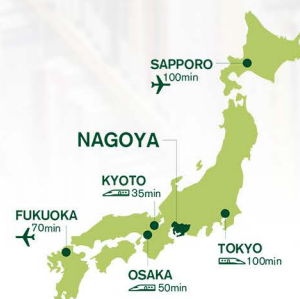 SAPPORO
100min
NAGOYA
KYOTO
35min
FUKUOKA
70min
TOKYO
100min
OSAKA
50min